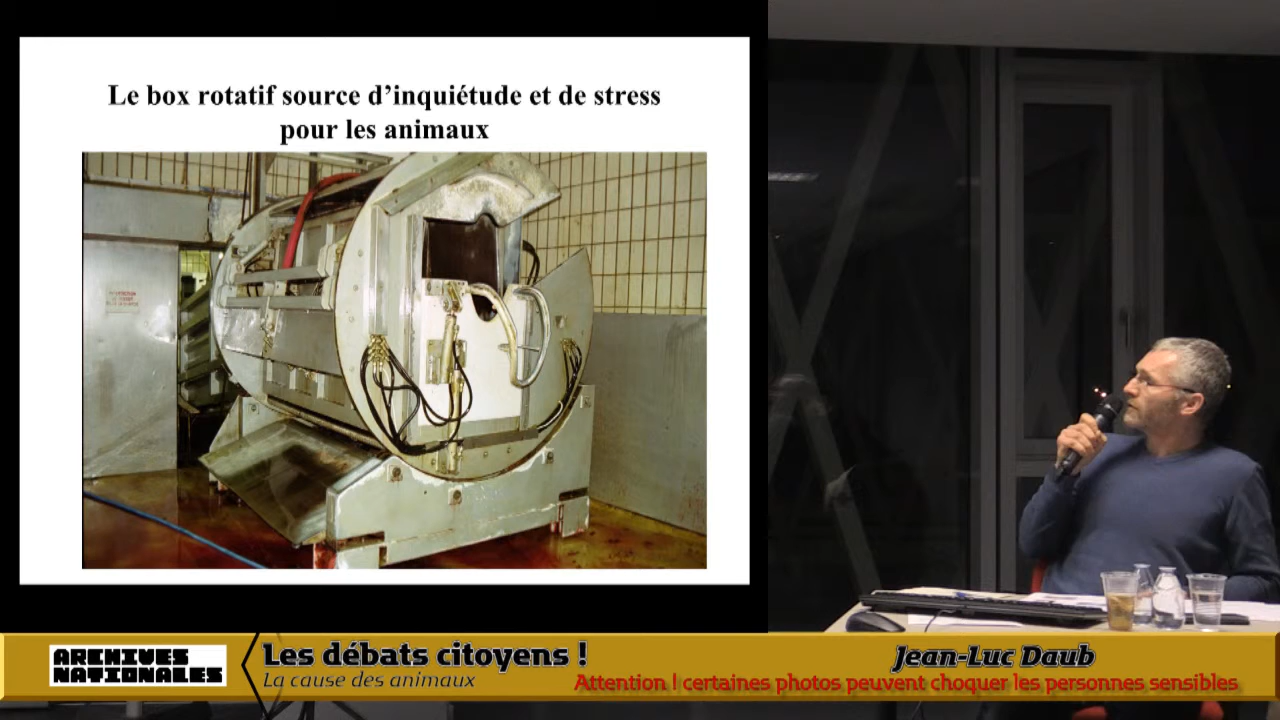 Le box rotatif source d'inquiétude et de stress
pour les animaux
ARCHIVES
NATIONALES
Les débats citoyens !
La cause des animaux
Jean-Luc Daub
Attention ! certaines photos peuvent choquer les personnes sensibles